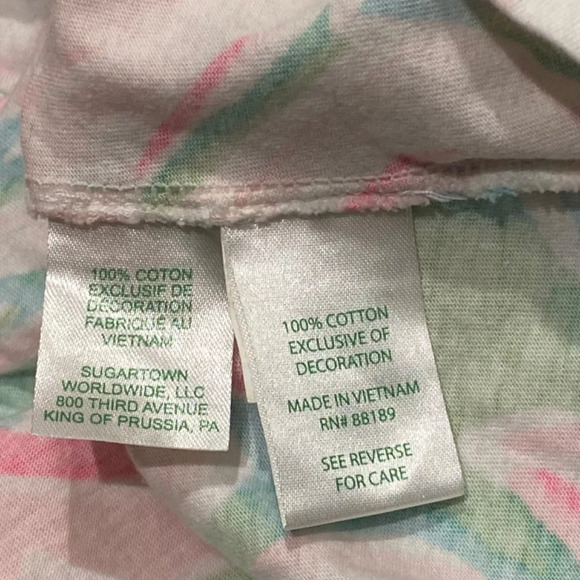 100% COTON
EXCLUSIF DE
DÉCORATION
FABRIQUÉ AU
VIETNAM
SUGARTOWN
WORLDWIDE, LLC
800 THIRD AVENUE
KING OF PRUSSIA, PA
100% COTTON
EXCLUSIVE OF
DECORATION
MADE IN VIETNAM
RN# 88189
SEE REVERSE
FOR CARE